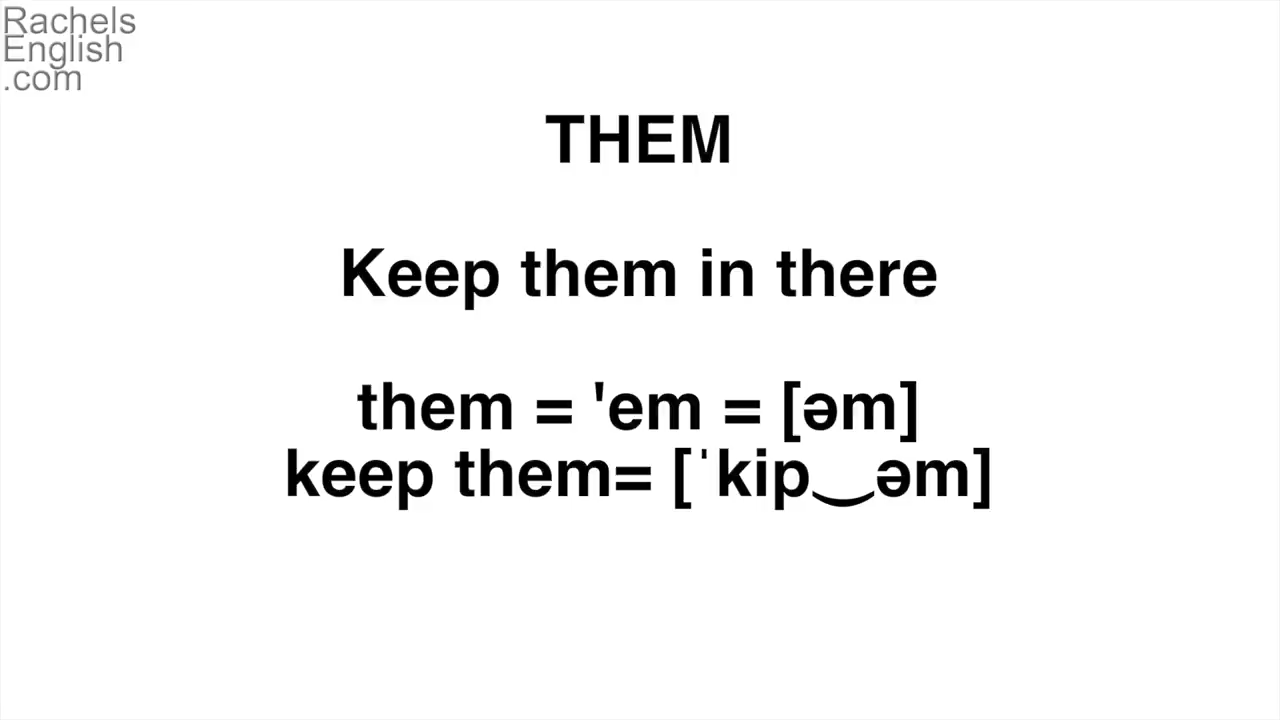 Rachels
English
.com
THEM
Keep them in there
them = 'em = [əm]
keep them= [ˈkip‿əm]